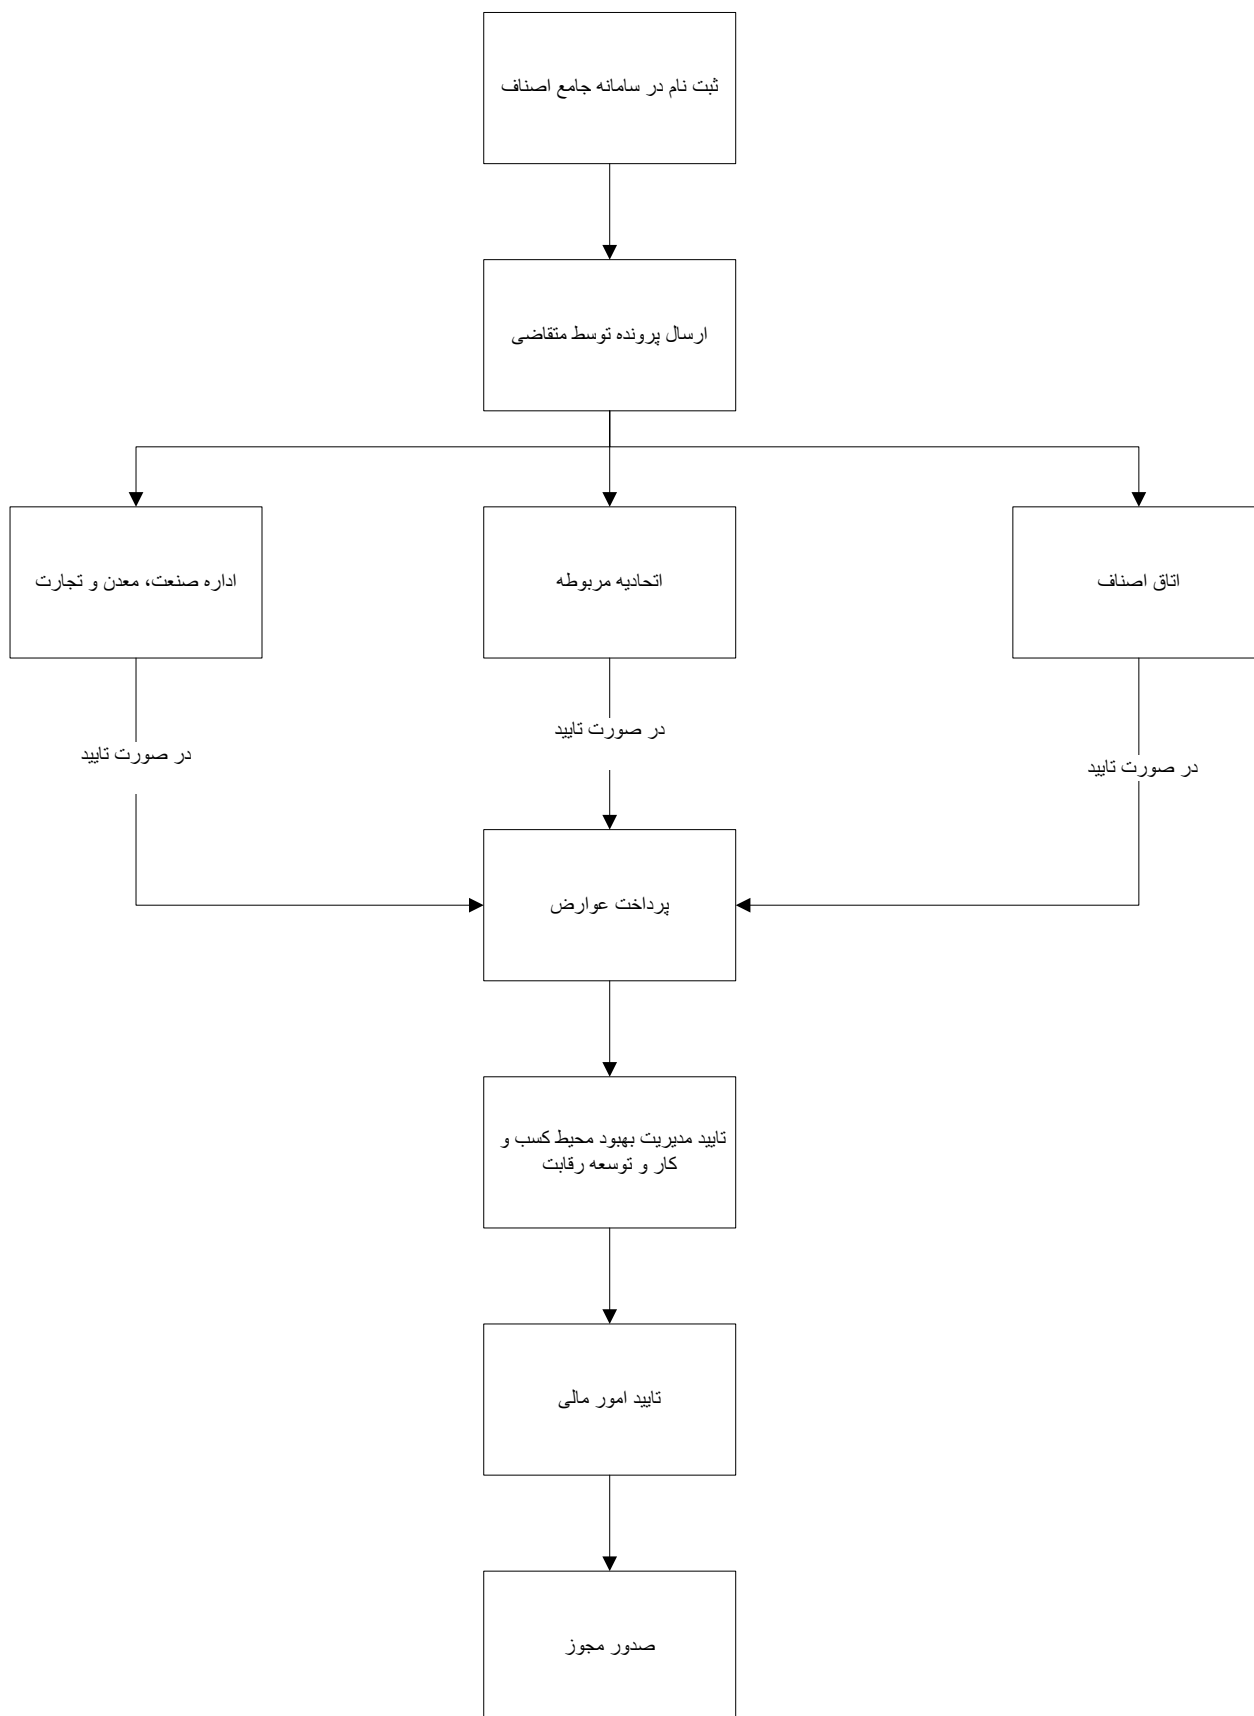 ثبت نام در سامانه جامع اصناف
ارسال پرونده توسط متقاضی
اتاق اصناف
اتحادیه مربوطه
اداره صنعت، معدن و تجارت
در صورت تایید
در صورت تایید
در صورت تایید
پرداخت عوارض
تایید مدیریت بهبود محیط کسب و
کار و توسعه رقابت
تایید امور مالی
صدور مجوز